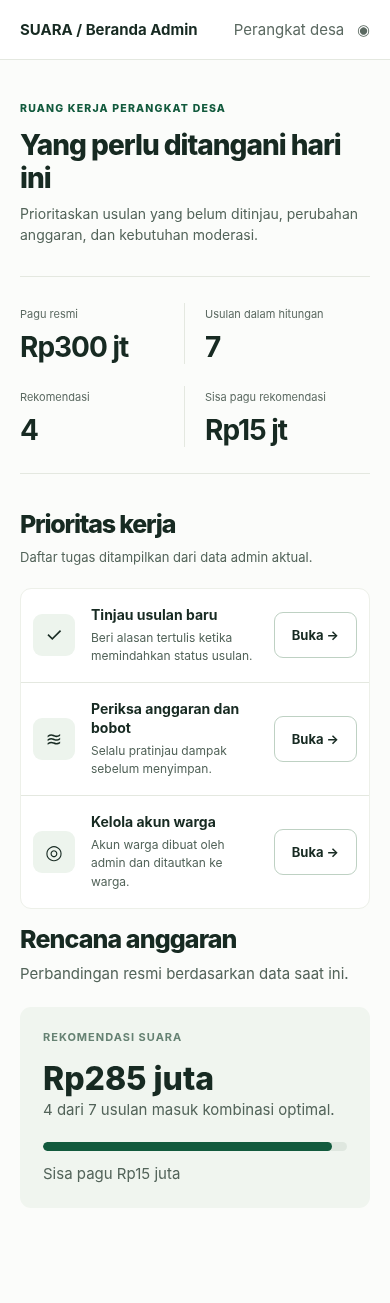 SUARA / Beranda Admin
Perangkat desa ◉
RUANG KERJA PERANGKAT DESA
Yang perlu ditangani hari
ini
Prioritaskan usulan yang belum ditinjau, perubahan
anggaran, dan kebutuhan moderasi.
Pagu resmi
Rp300 jt
Usulan dalam hitungan
7
Rekomendasi
4
Sisa pagu rekomendasi
Rp15 jt
Prioritas kerja
Daftar tugas ditampilkan dari data admin aktual.
✓
Tinjau usulan baru
Beri alasan tertulis ketika
memindahkan status usulan.
Buka →
≋
Periksa anggaran dan
bobot
Selalu pratinjau dampak
sebelum menyimpan.
Buka →
◎
Kelola akun warga
Akun warga dibuat oleh
admin dan ditautkan ke
warga.
Buka →
Rencana anggaran
Perbandingan resmi berdasarkan data saat ini.
REKOMENDASI SUARA
Rp285 juta
4 dari 7 usulan masuk kombinasi optimal.
Sisa pagu Rp15 juta